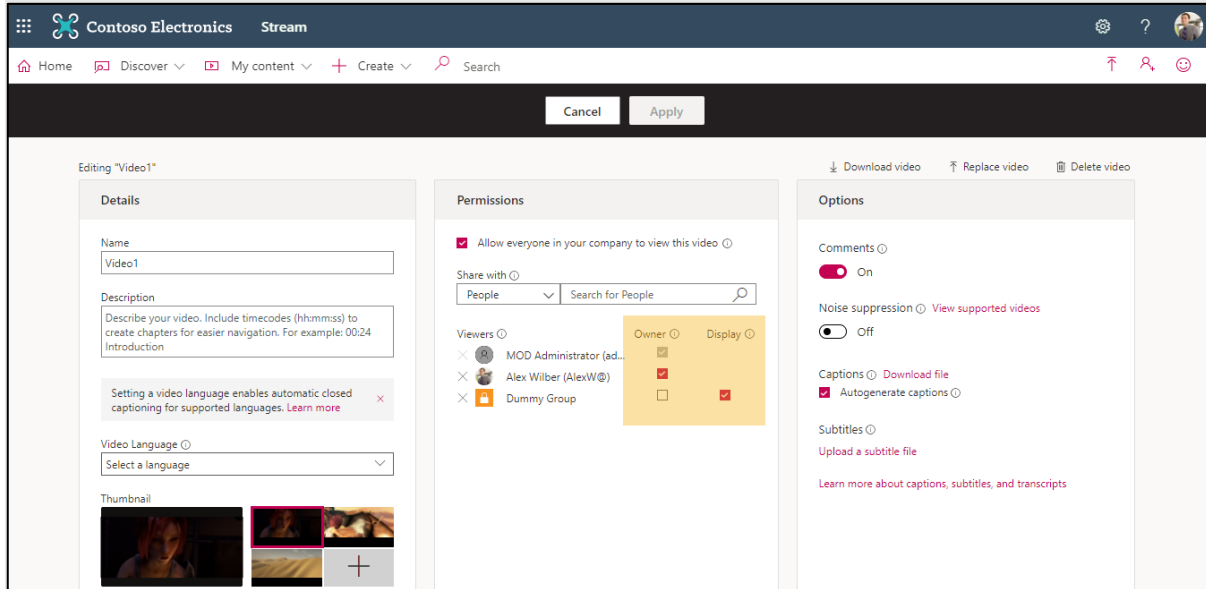 Contoso Electronics Stream ?
Home Discover My content Create Search
Cancel Apply
Editing "Video1"
Download video Replace video Delete video
Details
Name
Video1
Description
Describe your video. Include timecodes (hh:mm:ss) to
create chapters for easier navigation. For example: 00:24
Introduction
Setting a video language enables automatic closed
captioning for supported languages. Learn more
Video Language
Select a language
Thumbnail
Permissions
Allow everyone in your company to view this video
Share with
People Search for People
Viewers Owner Display
MOD Administrator (ad...
Alex Wilber (AlexW@)
Dummy Group
Options
Comments
On
Noise suppression View supported videos
Off
Captions Download file
Autogenerate captions
Subtitles
Upload a subtitle file
Learn more about captions, subtitles, and transcripts